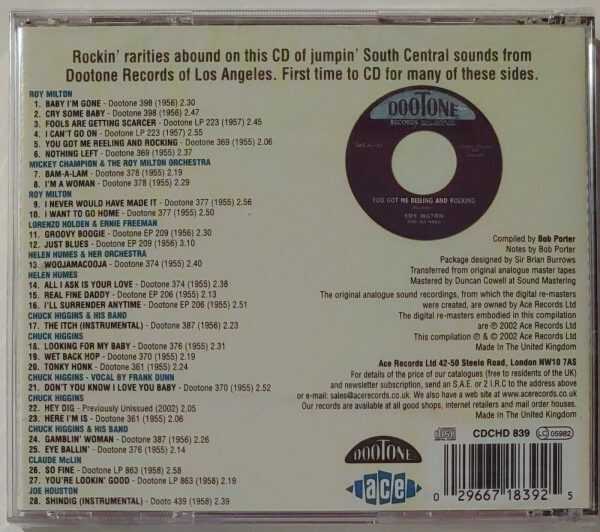 Rockin' rarities abound on this CD of jumpin' South Central sounds from
Dootone Records of Los Angeles. First time to CD for many of these sides.
ROY MILTON
1. BABY I'M GONE - Dootone 398 (1956) 2.30
2. CRY SOME BABY - Dootone 398 (1956) 2.47
3. FOOLS ARE GETTING SCARCER - Dootone LP 223 (1957) 2.45
4. I CAN'T GO ON - Dootone LP 223 (1957) 2.55
5. YOU GOT ME REELING AND ROCKING - Dootone 369 (1955) 2.06
6. NOTHING LEFT - Dootone 369 (1955) 2.37
MICKEY CHAMPION & THE ROY MILTON ORCHESTRA
7. BAM-A-LAM - Dootone 378 (1955) 2.19
8. I'M A WOMAN - Dootone 378 (1955) 2.29
ROY MILTON
9. I NEVER WOULD HAVE MADE IT - Dootone 377 (1955) 2.56
10. I WANT TO GO HOME - Dootone 377 (1955) 2.50
LORENZO HOLDEN & ERNIE FREEMAN
11. GROOVY BOOGIE - Dootone EP 209 (1956) 2.31
12. JUST BLUES - Dootone EP 209 (1956) 3.10
HELEN HUMES & HER ORCHESTRA
13. WOOJAMACOOJA - Dootone 374 (1955) 2.40
HELEN HUMES
14. ALL I ASK IS YOUR LOVE - Dootone 374 (1955) 2.38
15. REAL FINE DADDY - Dootone EP 206 (1955) 2.13
16. I'LL SURRENDER ANYTIME - Dootone EP 206 (1955) 2.51
CHUCK HIGGINS & HIS BAND
17. THE ITCH (INSTRUMENTAL) - Dootone 387 (1956) 2.23
CHUCK HIGGINS
18. LOOKING FOR MY BABY - Dootone 376 (1955) 2.31
19. WET BACK HOP - Dootone 370 (1955) 2.19
20. TONKY HONK - Dootone 361 (1955) 2.24
CHUCK HIGGINS - VOCAL BY FRANK DUNN
21. DON'T YOU KNOW I LOVE YOU BABY - Dootone 370 (1955) 2.52
CHUCK HIGGINS
22. HEY DIG - Previously Unissued (2002) 2.05
23. HERE I'M IS - Dootone 361 (1955) 2.06
CHUCK HIGGINS & HIS BAND
24. GAMBLIN' WOMAN - Dootone 387 (1956) 2.26
25. EYE BALLIN' - Dootone 376 (1955) 2.14
CLAUDE McLIN
26. SO FINE - Dootone LP 863 (1958) 2.58
27. YOU'RE LOOKIN' GOOD - Dootone LP 863 (1958) 2.19
JOE HOUSTON
28. SHINDIG (INSTRUMENTAL) - Dooto 439 (1958) 2.39
DOOTONE
RECORDS
YOU GOT ME REELING AND ROCKING
ROY MILTON
Compiled by Bob Porter
Notes by Bob Porter
Package designed by Sir Brian Burrows
Transferred from original analogue master tapes
Mastered by Duncan Cowell at Sound Mastering
The original analogue sound recordings, from which the digital re-masters
were created, are owned by Ace Records Ltd
The digital re-masters embodied in this compilation
are ℗ 2002 Ace Records Ltd
This compilation ℗ & © 2002 Ace Records Ltd
Made In The United Kingdom
Ace Records Ltd 42-50 Steele Road, London NW10 7AS
For details of the price of our catalogues (free to residents of the UK)
and newsletter subscription, send an S.A.E. or 2 I.R.C to the address above
or e-mail: sales@acerecords.co.uk. We also have a web site at www.acerecords.co.uk
Our records are available at all good shops, internet retailers and mail order houses.
Made in the United Kingdom
DOOTONE
ace
CDCHD 839
LC 05982
0 29667 18392 5